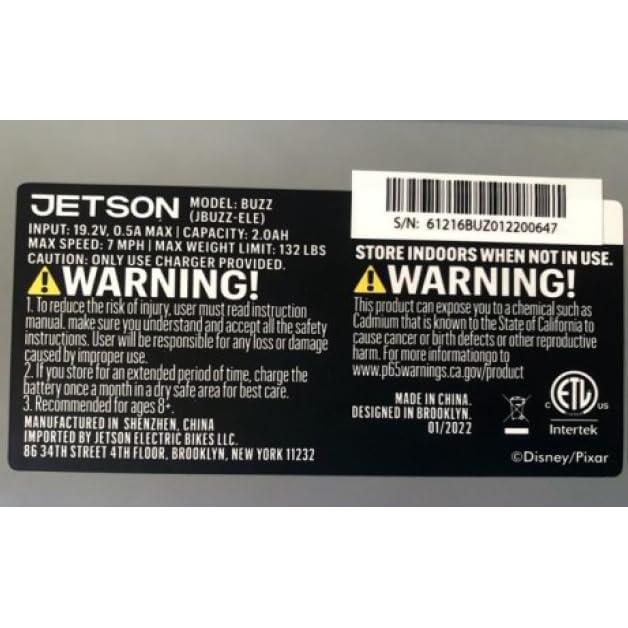 JETSON MODEL: BUZZ
(JBUZZ-ELE)
INPUT: 19.2V, 0.5A MAX | CAPACITY: 2.0AH
MAX SPEED: 7 MPH | MAX WEIGHT LIMIT: 132 LBS
CAUTION: ONLY USE CHARGER PROVIDED.
WARNING!
1. To reduce the risk of injury, user must read instruction
manual. make sure you understand and accept all the safety
instructions. User will be responsible for any loss or damage
caused by improper use.
2. If you store for an extended period of time, charge the
battery once a month in a dry safe area for best care.
3. Recommended for ages 8+.
MANUFACTURED IN SHENZHEN, CHINA
IMPORTED BY JETSON ELECTRIC BIKES LLC.
86 34TH STREET 4TH FLOOR, BROOKLYN, NEW YORK 11232
S/N: 61216BUZ012200647
STORE INDOORS WHEN NOT IN USE.
WARNING!
This product can expose you to a chemical such as
Cadmium that is known to the State of California to
cause cancer or birth defects or other reproductive
harm. For more informationgo to
www.p65warnings.ca.gov/product
MADE IN CHINA.
DESIGNED IN BROOKLYN.
01/2022
C ETL US
Intertek
©Disney/Pixar